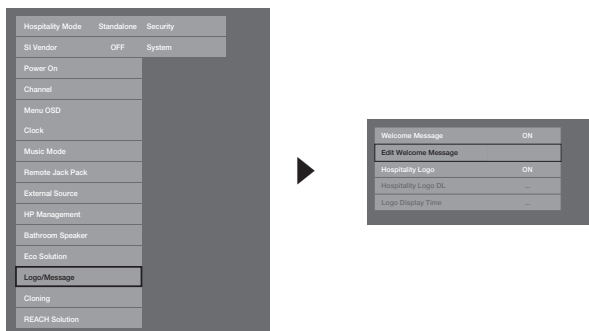 Hospitality Mode Standalone Security
SI Vendor OFF System
Power On
Channel
Menu OSD
Clock
Music Mode
Remote Jack Pack
External Source
HP Management
Bathroom Speaker
Eco Solution
Logo/Message
Cloning
REACH Solution
Welcome Message ON
Edit Welcome Message
Hospitality Logo ON
Hospitality Logo DL ...
Logo Display Time ...